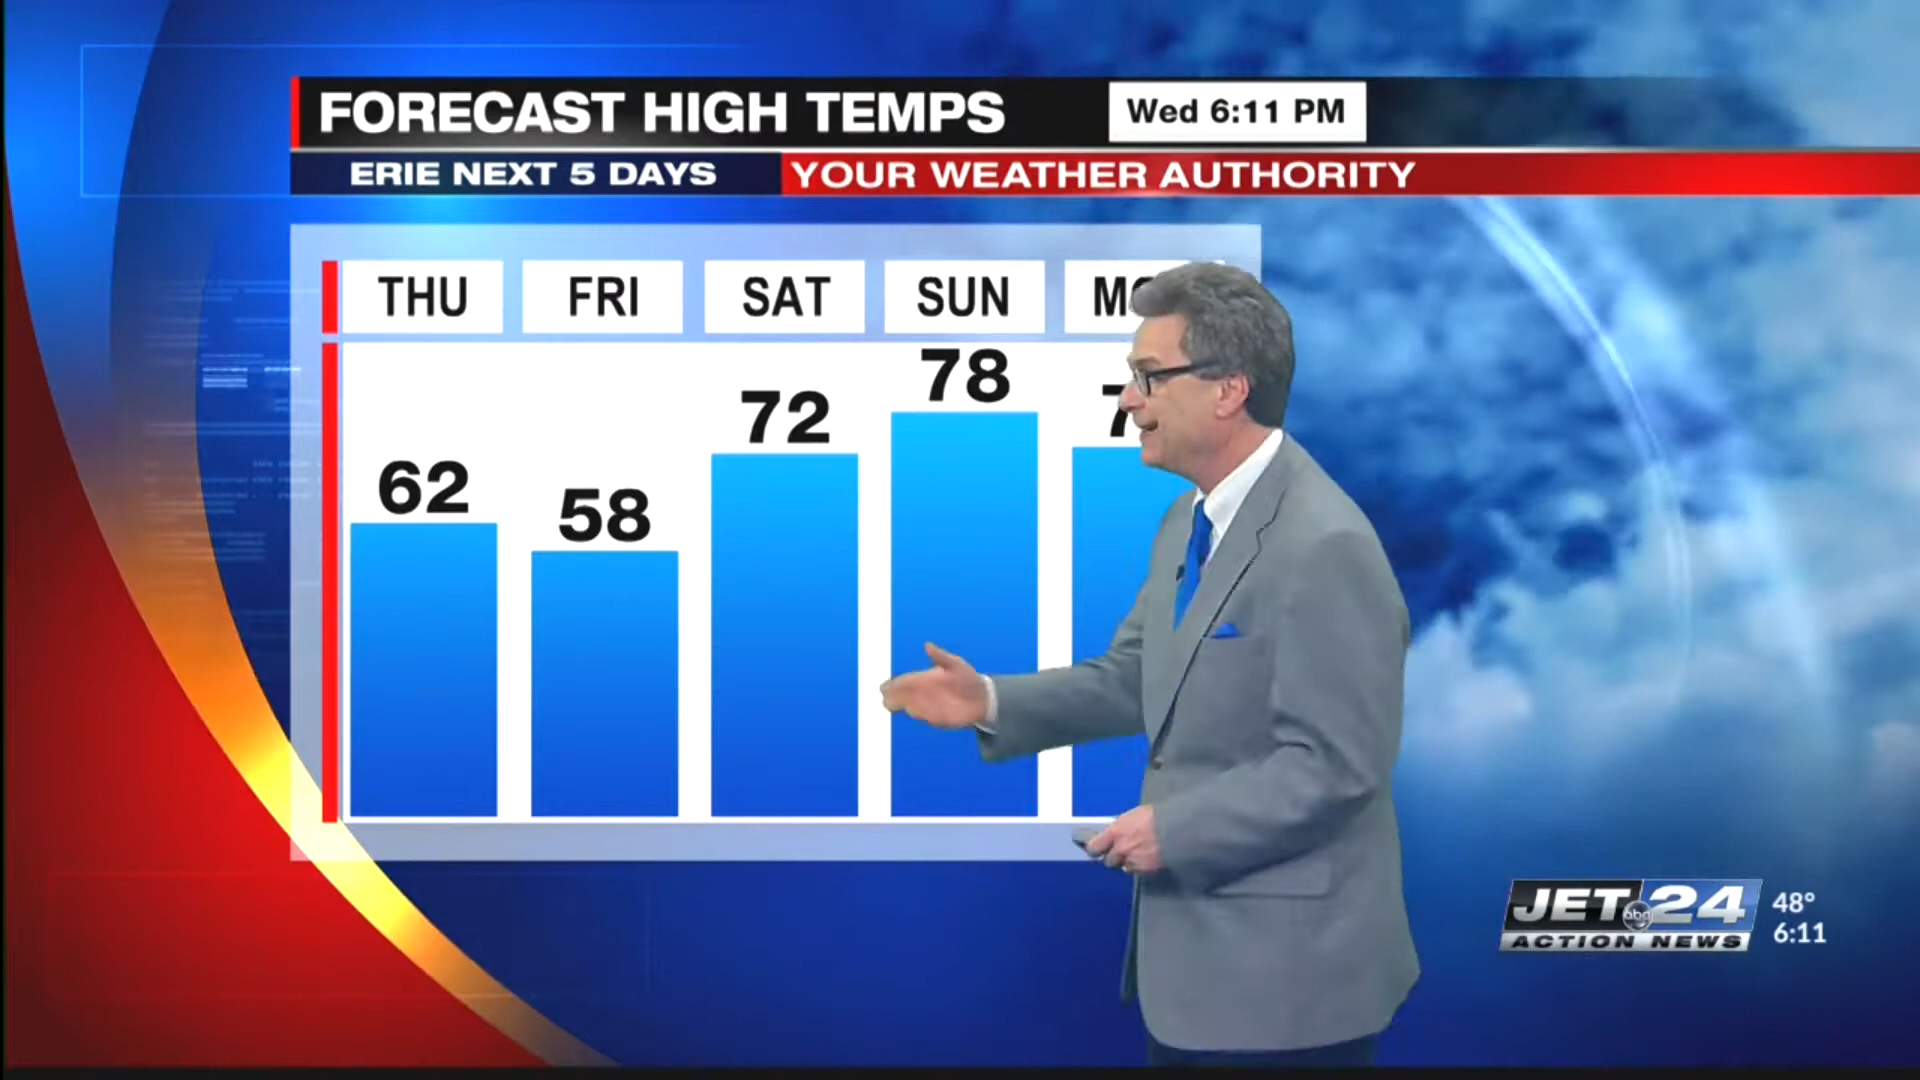 FORECAST HIGH TEMPS
Wed 6:11 PM
ERIE NEXT 5 DAYS
YOUR WEATHER AUTHORITY
THU FRI SAT SUN
62 58 72 78
JET 24
abc
ACTION NEWS
48°
6:11